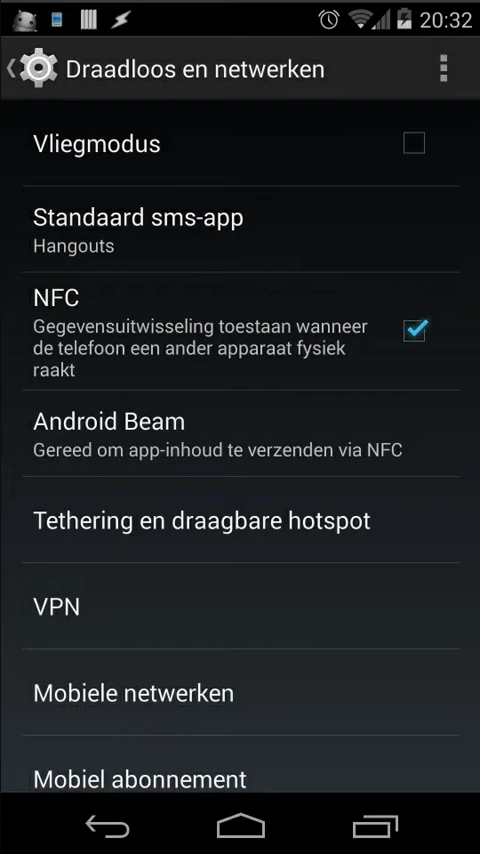 20:32
Draadloos en netwerken
Vliegmodus
Standaard sms-app
Hangouts
NFC
Gegevensuitwisseling toestaan wanneer
de telefoon een ander apparaat fysiek
raakt
Android Beam
Gereed om app-inhoud te verzenden via NFC
Tethering en draagbare hotspot
VPN
Mobiele netwerken
Mobiel abonnement